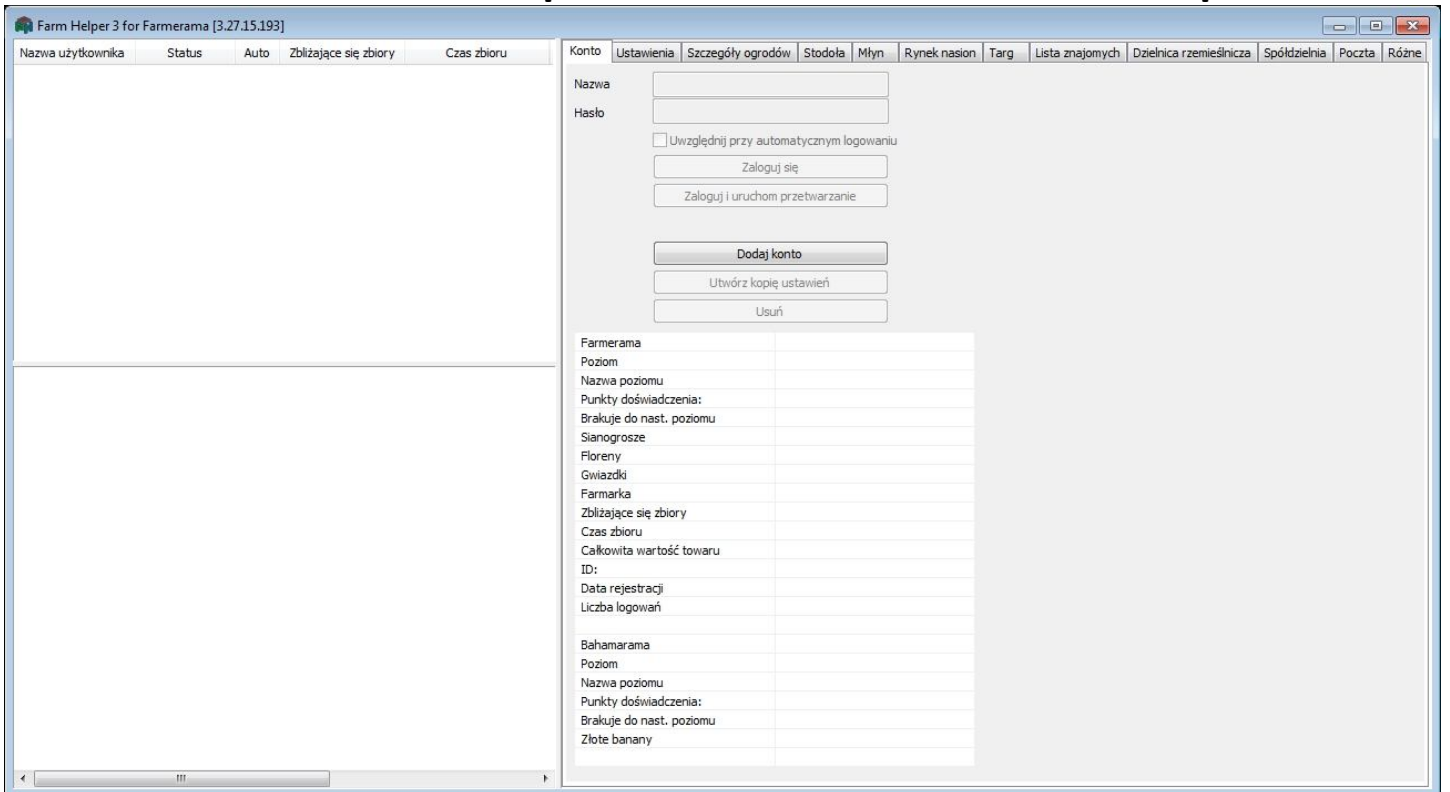 Farm Helper 3 for Farmerama [3.27.15.193]
Nazwa użytkownika Status Auto Zbliżające się zbiory Czas zbioru
Konto Ustawienia Szczegóły ogrodów Stodoła Młyn Rynek nasion Targ Lista znajomych Dzielnica rzemieślnicza Spółdzielnia Poczta Różne
Nazwa
Hasło
Uwzględnij przy automatycznym logowaniu
Zaloguj się
Zaloguj i uruchom przetwarzanie
Dodaj konto
Utwórz kopię ustawień
Usuń
Farmerama
Poziom
Nazwa poziomu
Punkty doświadczenia:
Brakuje do nast. poziomu
Sianogrosze
Floreny
Gwiazdki
Farmarka
Zbliżające się zbiory
Czas zbioru
Całkowita wartość towaru
ID:
Data rejestracji
Liczba logowań
Bahamarama
Poziom
Nazwa poziomu
Punkty doświadczenia:
Brakuje do nast. poziomu
Złote banany